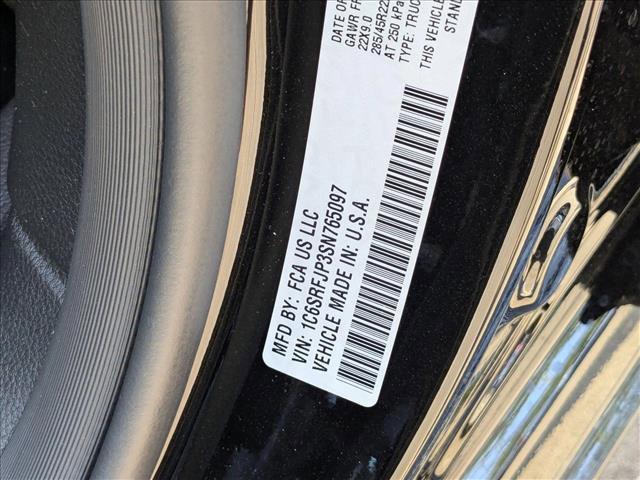 MFD BY: FCA US LLC
VIN: 1C6SRFJP3SN765097
VEHICLE MADE IN: U.S.A.
DATE OF
GAWR FR
22X9.0
285/45R22
AT 250 kPa
TYPE: TRUC
THIS VEHICLE
STAN